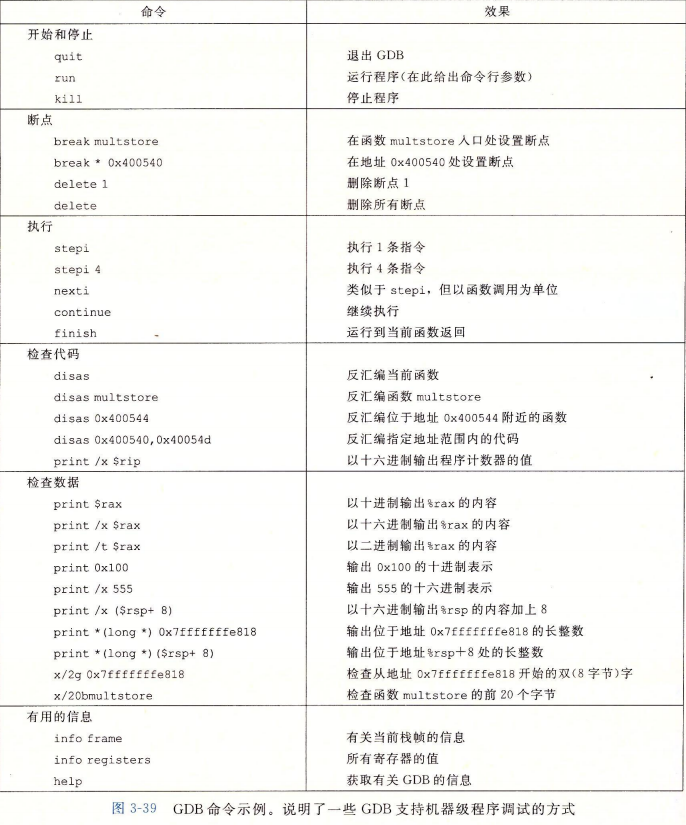 命令 效果
开始和停止
quit 退出 GDB
run 运行程序(在此给出命令行参数)
kill 停止程序
断点
break multstore 在函数 multstore 入口处设置断点
break * 0x400540 在地址 0x400540 处设置断点
delete 1 删除断点 1
delete 删除所有断点
执行
stepi 执行 1 条指令
stepi 4 执行 4 条指令
nexti 类似于 stepi，但以函数调用为单位
continue 继续执行
finish 运行到当前函数返回
检查代码
disas 反汇编当前函数
disas multstore 反汇编函数 multstore
disas 0x400544 反汇编位于地址 0x400544 附近的函数
disas 0x400540,0x40054d 反汇编指定地址范围内的代码
print /x $rip 以十六进制输出程序计数器的值
检查数据
print $rax 以十进制输出%rax 的内容
print /x $rax 以十六进制输出%rax 的内容
print /t $rax 以二进制输出%rax 的内容
print 0x100 输出 0x100 的十进制表示
print /x 555 输出 555 的十六进制表示
print /x ($rsp+ 8) 以十六进制输出%rsp 的内容加上 8
print *(long *) 0x7fffffffe818 输出位于地址 0x7fffffffe818 的长整数
print *(long *)($rsp+ 8) 输出位于地址%rsp+8 处的长整数
x/2g 0x7fffffffe818 检查从地址 0x7fffffffe818 开始的双(8 字节)字
x/20bmultstore 检查函数 multstore 的前 20 个字节
有用的信息
info frame 有关当前栈帧的信息
info registers 所有寄存器的值
help 获取有关 GDB 的信息
图 3-39 GDB 命令示例。说明了一些 GDB 支持机器级程序调试的方式